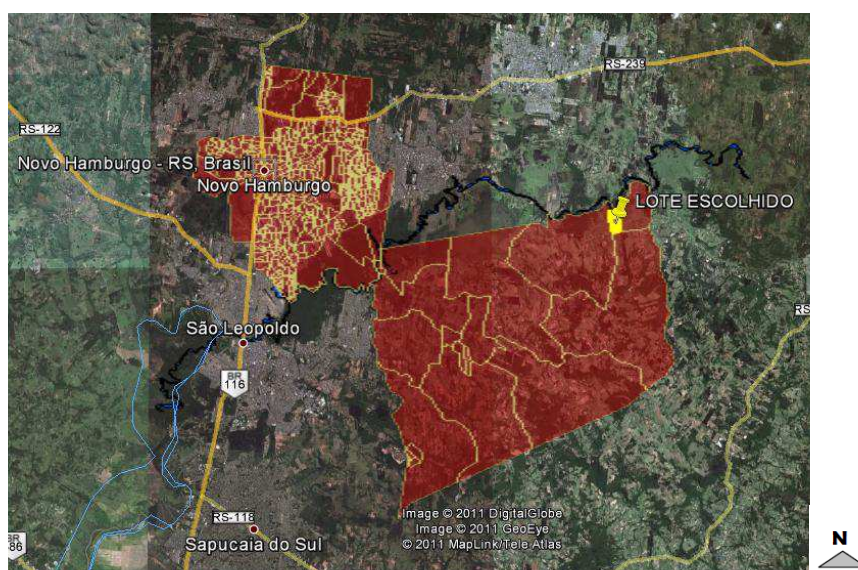 RS-239
RS-122
Novo Hamburgo - RS, Brasil
Novo Hamburgo
LOTE ESCOLHIDO
RS
São Leopoldo
BR
116
Image © 2011 DigitalGlobe
Image © 2011 GeoEye
© 2011 MapLink/Tele Atlas
RS-118
Sapucaia do Sul
BR
86
N